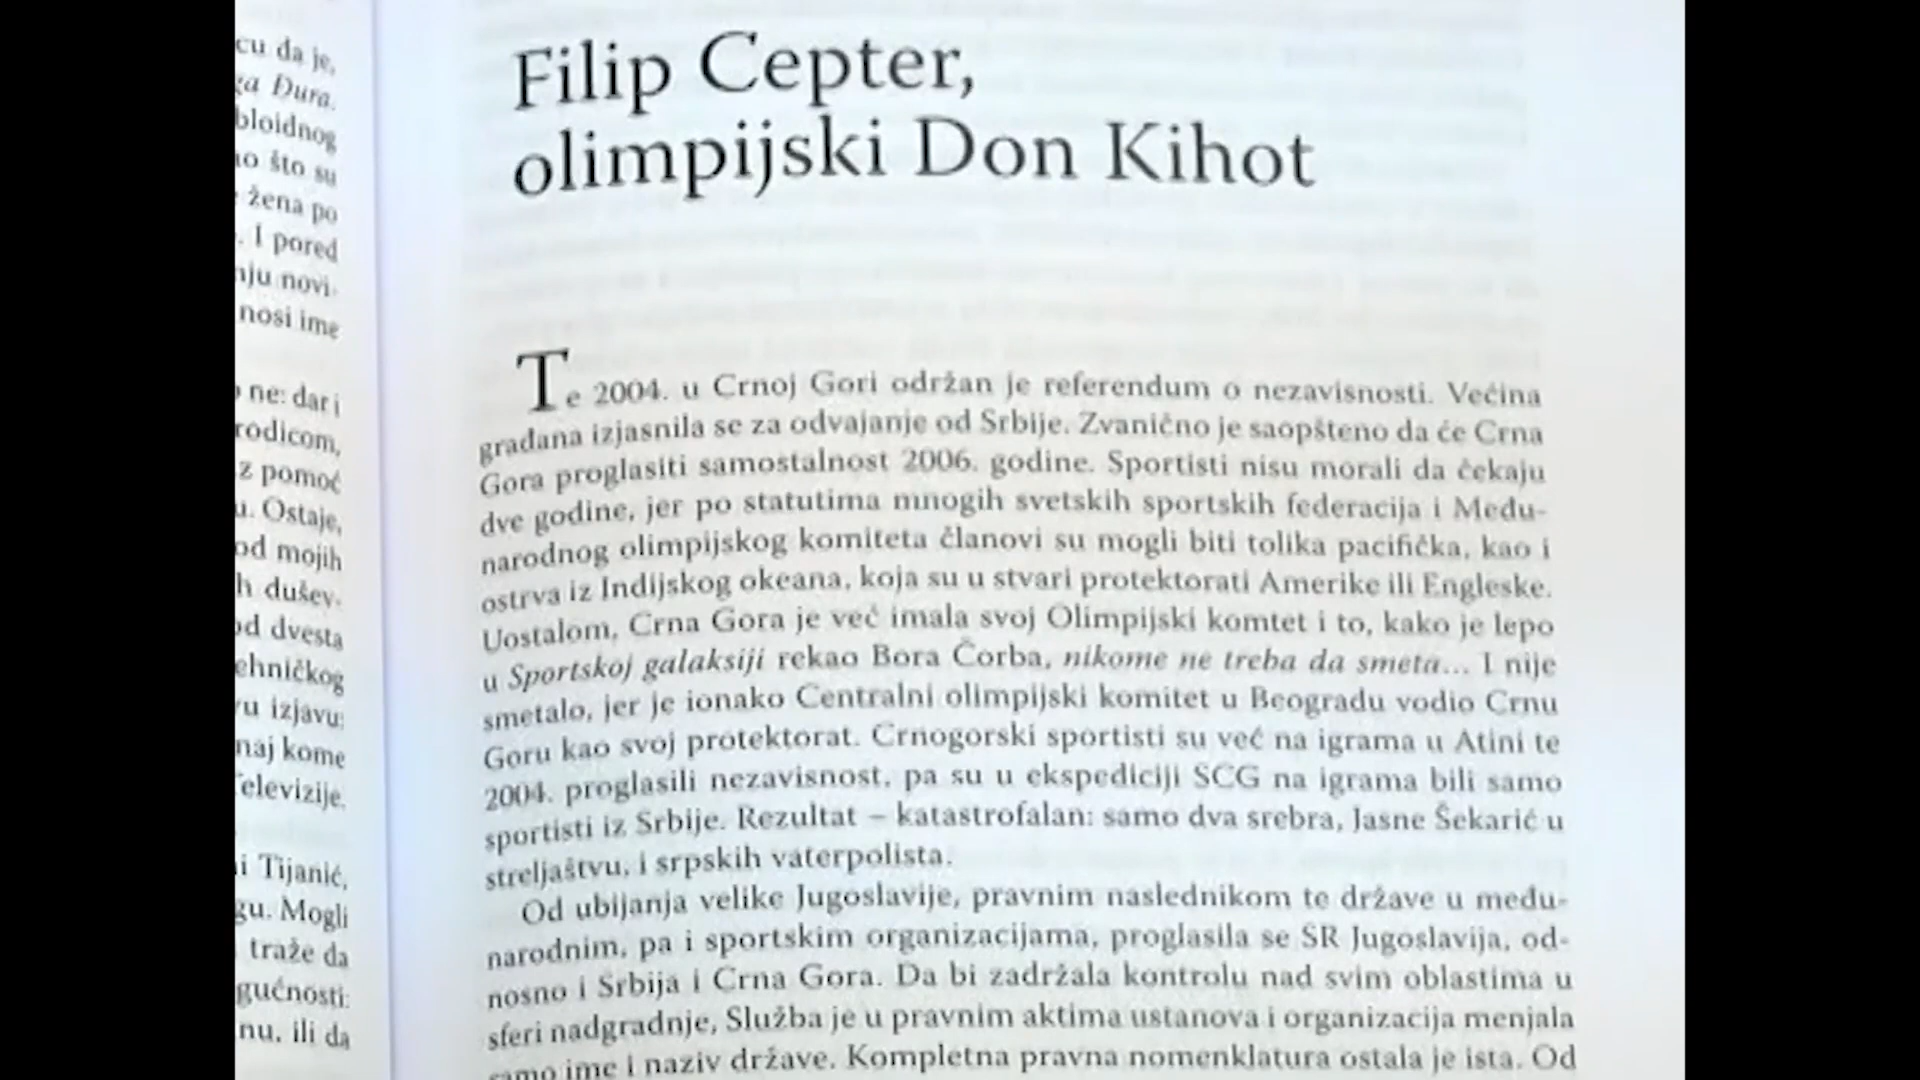 cu da je,
ga Đura.
bloidnog
no što su
žena po
. I pored
nju novi-
nosi ime
ne: dar i
rodicom,
z pomoć
u. Ostaje,
od mojih
h dušev-
od dvesta
ehničkog
u izjavu:
naj kome
elevizije.
i Tijanić,
gu. Mogli
traže da
gućnosti:
nu, ili da
Filip Cepter,
olimpijski Don Kihot
Te 2004. u Crnoj Gori održan je referendum o nezavisnosti. Većina
građana izjasnila se za odvajanje od Srbije. Zvanično je saopšteno da će Crna
Gora proglasiti samostalnost 2006. godine. Sportisti nisu morali da čekaju
dve godine, jer po statutima mnogih svetskih sportskih federacija i Među-
narodnog olimpijskog komiteta članovi su mogli biti tolika pacifička, kao i
ostrva iz Indijskog okeana, koja su u stvari protektorati Amerike ili Engleske.
Uostalom, Crna Gora je već imala svoj Olimpijski komtet i to, kako je lepo
u Sportskoj galaksiji rekao Bora Čorba, nikome ne treba da smeta... I nije
smetalo, jer je ionako Centralni olimpijski komitet u Beogradu vodio Crnu
Goru kao svoj protektorat. Crnogorski sportisti su već na igrama u Atini te
2004. proglasili nezavisnost, pa su u ekspediciji SCG na igrama bili samo
sportisti iz Srbije. Rezultat – katastrofalan: samo dva srebra, Jasne Šekarić u
streljaštvu, i srpskih vaterpolista.
Od ubijanja velike Jugoslavije, pravnim naslednikom te države u među-
narodnim, pa i sportskim organizacijama, proglasila se SR Jugoslavija, od-
nosno i Srbija i Crna Gora. Da bi zadržala kontrolu nad svim oblastima u
sferi nadgradnje, Služba je u pravnim aktima ustanova i organizacija menjala
samo ime i naziv države. Kompletna pravna nomenklatura ostala je ista. Od